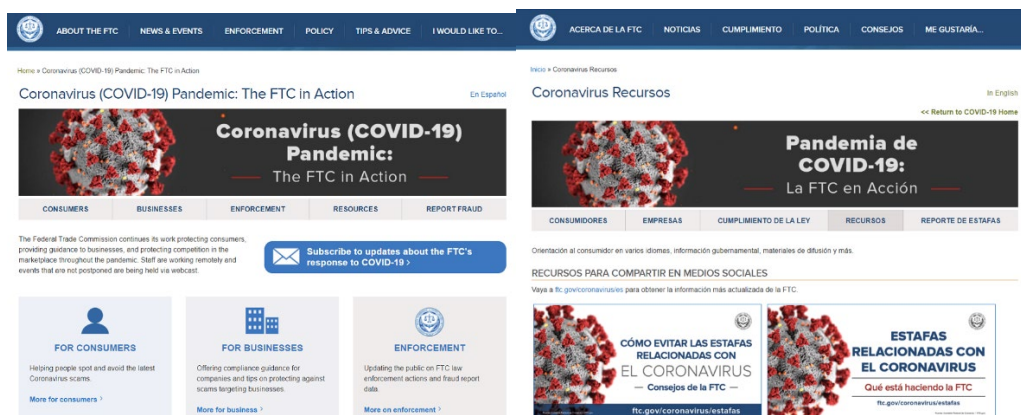 ABOUT THE FTC NEWS & EVENTS ENFORCEMENT POLICY TIPS & ADVICE I WOULD LIKE TO...
Home » Coronavirus (COVID-19) Pandemic: The FTC in Action
Coronavirus (COVID-19) Pandemic: The FTC in Action
En Español
Coronavirus (COVID-19)
Pandemic:
The FTC in Action
CONSUMERS BUSINESSES ENFORCEMENT RESOURCES REPORT FRAUD
The Federal Trade Commission continues its work protecting consumers,
providing guidance to businesses, and protecting competition in the
marketplace throughout the pandemic. Staff are working remotely and
events that are not postponed are being held via webcast.
Subscribe to updates about the FTC's
response to COVID-19 >
FOR CONSUMERS
Helping people spot and avoid the latest
Coronavirus scams.
More for consumers >
FOR BUSINESSES
Offering compliance guidance for
companies and tips on protecting against
scams targeting businesses.
More for business >
ENFORCEMENT
Updating the public on FTC law
enforcement actions and fraud report
data.
More on enforcement >
ACERCA DE LA FTC NOTICIAS CUMPLIMIENTO POLÍTICA CONSEJOS ME GUSTARÍA...
Inicio » Coronavirus Recursos
Coronavirus Recursos
In English
<< Return to COVID-19 Home
Pandemia de
COVID-19:
La FTC en Acción
CONSUMIDORES EMPRESAS CUMPLIMIENTO DE LA LEY RECURSOS REPORTE DE ESTAFAS
Orientación al consumidor en varios idiomas, información gubernamental, materiales de difusión y más.
RECURSOS PARA COMPARTIR EN MEDIOS SOCIALES
Vaya a ftc.gov/coronavirus/es para obtener la información más actualizada de la FTC.
CÓMO EVITAR LAS ESTAFAS
RELACIONADAS CON
EL CORONAVIRUS
Consejos de la FTC
ftc.gov/coronavirus/estafas
ESTAFAS
RELACIONADAS CON
EL CORONAVIRUS
Qué está haciendo la FTC
ftc.gov/coronavirus/estafas